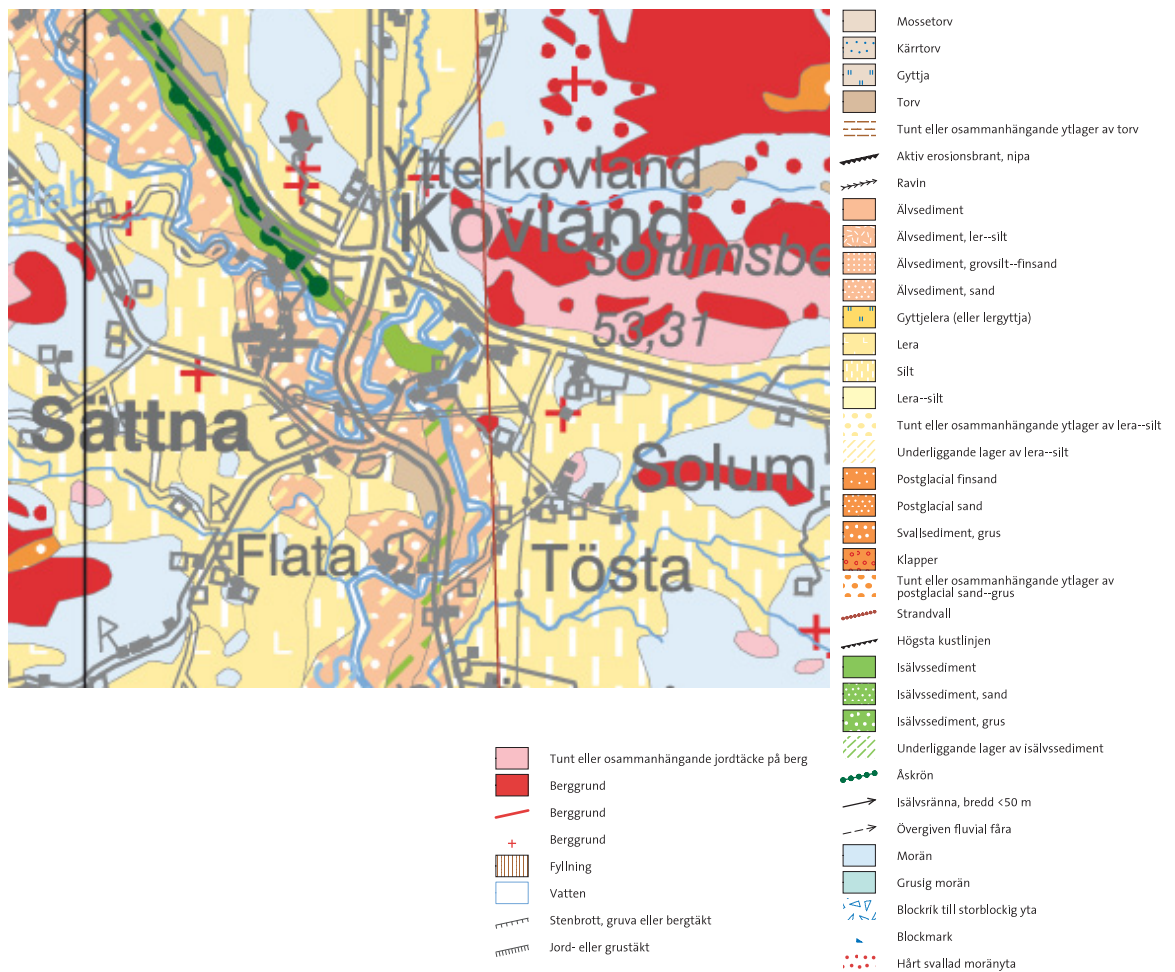 alab
Ytterkovland
Kovland
Solumsbe
53,31
Sättna
Solum
R
Flata
Tösta
R
Mossetorv
Kärrtorv
Gyttja
Torv
Tunt eller osammanhängande ytlager av torv
Aktiv erosionsbrant, nipa
Ravin
Älvsediment
Älvsediment, ler--silt
Älvsediment, grovsilt--finsand
Älvsediment, sand
Gyttjelera (eller lergyttja)
Lera
Silt
Lera--silt
Tunt eller osammanhängande ytlager av lera--silt
Underliggande lager av lera--silt
Postglacial finsand
Postglacial sand
Svallsediment, grus
Klapper
Tunt eller osammanhängande ytlager av
postglacial sand--grus
Strandvall
Högsta kustlinjen
Isälvssediment
Isälvssediment, sand
Isälvssediment, grus
Underliggande lager av isälvssediment
Åskrön
Isälvsränna, bredd <50 m
Övergiven fluvial fåra
Morän
Grusig morän
Blockrik till storblockig yta
Blockmark
Hårt svallad moränyta
Tunt eller osammanhängande jordtäcke på berg
Berggrund
Berggrund
Berggrund
Fyllning
Vatten
Stenbrott, gruva eller bergtäkt
Jord- eller grustäkt